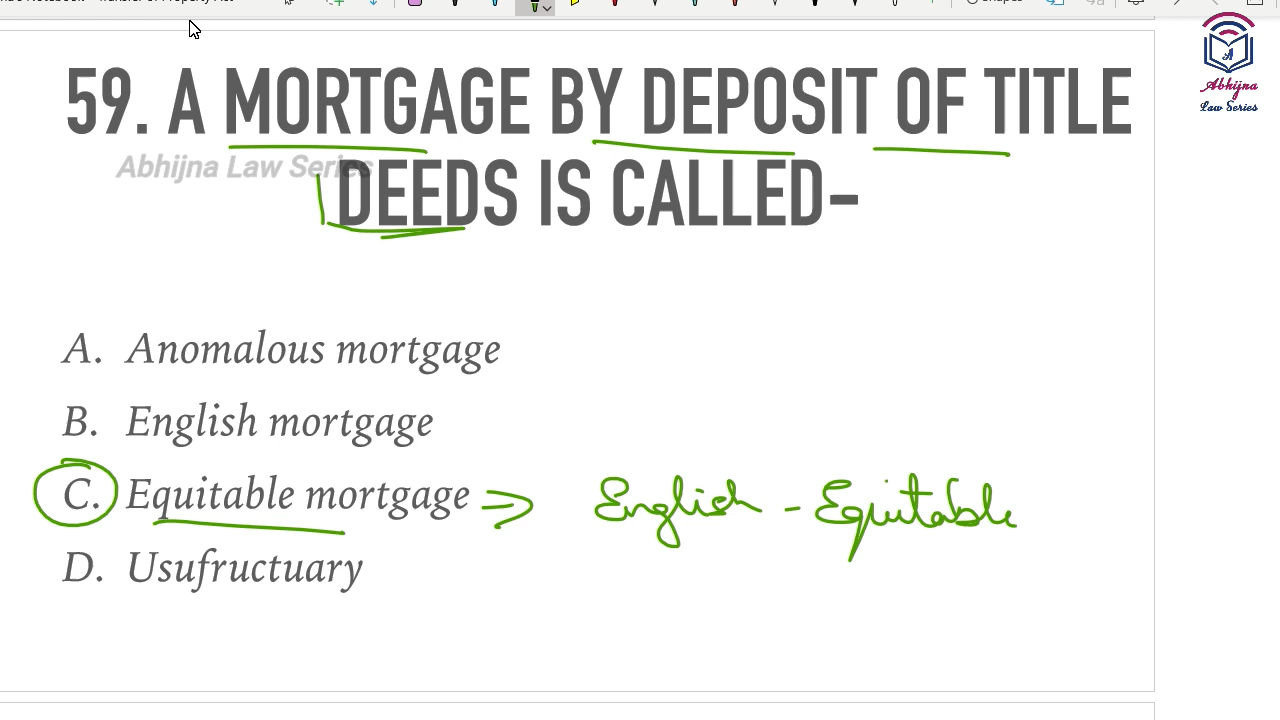 Shapes
Abhijna
Law Series
59. A MORTGAGE BY DEPOSIT OF TITLE
Abhijna Law Series
DEEDS IS CALLED-
A. Anomalous mortgage
B. English mortgage
C. Equitable mortgage => English - Equitable
D. Usufructuary